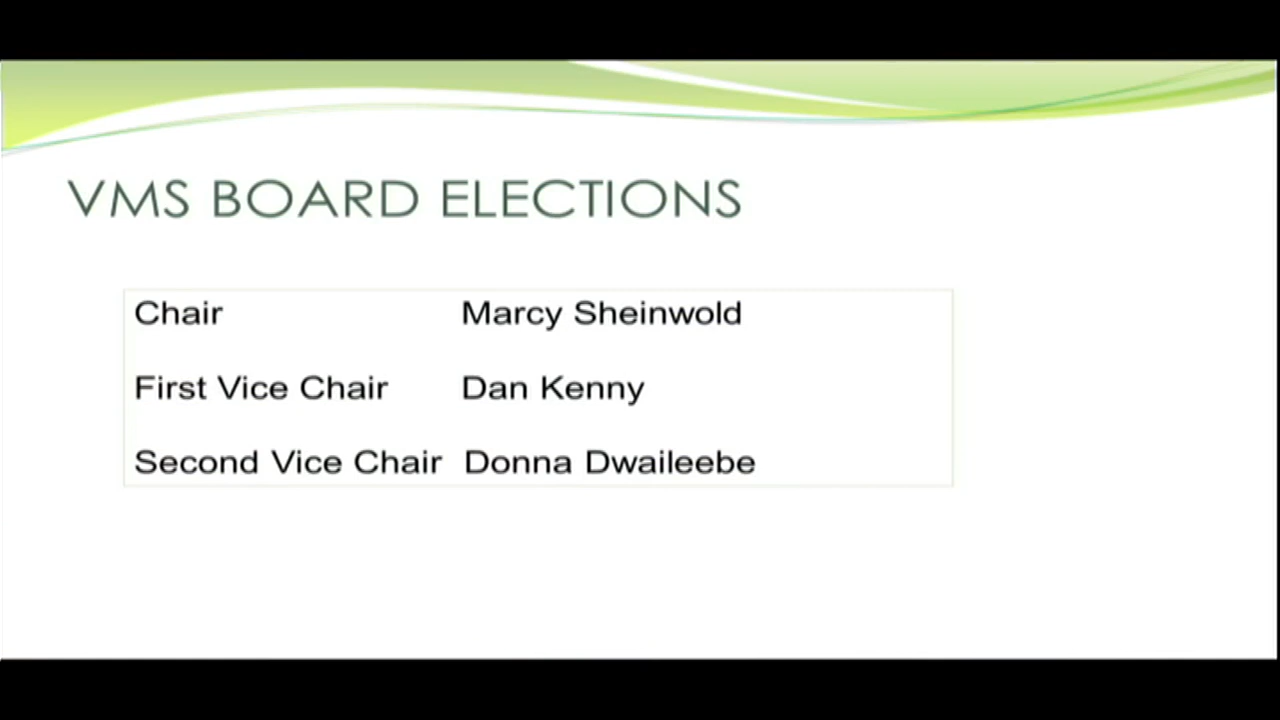 VMS BOARD ELECTIONS
Chair Marcy Sheinwold
First Vice Chair Dan Kenny
Second Vice Chair Donna Dwaileebe